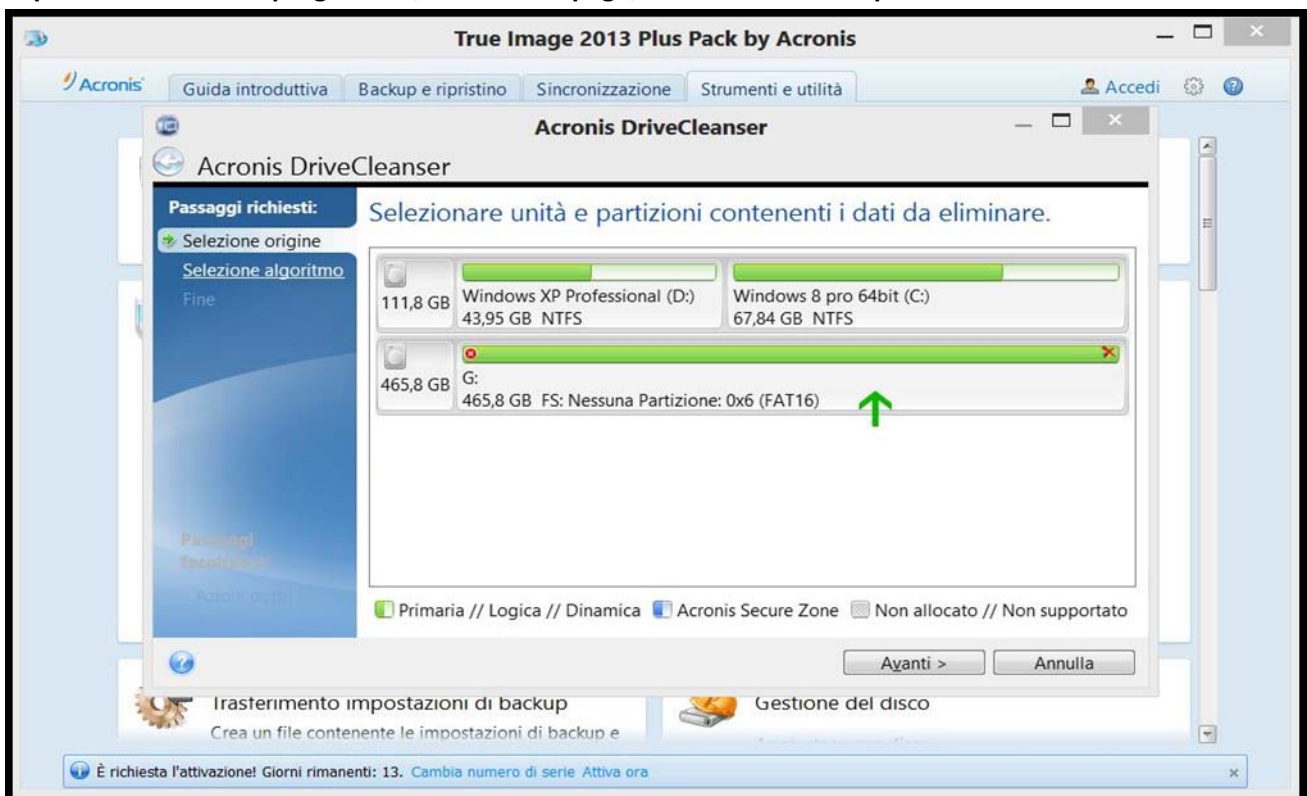 True Image 2013 Plus Pack by Acronis
Acronis
Guida introduttiva
Backup e ripristino
Sincronizzazione
Strumenti e utilità
Accedi
Acronis DriveCleanser
Acronis DriveCleanser
Passaggi richiesti:
Selezione origine
Selezione algoritmo
Fine
Selezionare unità e partizioni contenenti i dati da eliminare.
111,8 GB
Windows XP Professional (D:)
43,95 GB NTFS
Windows 8 pro 64bit (C:)
67,84 GB NTFS
465,8 GB
G:
465,8 GB FS: Nessuna Partizione: 0x6 (FAT16)
Passaggi
Primaria // Logica // Dinamica
Acronis Secure Zone
Non allocato // Non supportato
Avanti >
Annulla
Trasferimento impostazioni di backup
Crea un file contenente le impostazioni di backup e
Gestione del disco
È richiesta l'attivazione! Giorni rimanenti: 13. Cambia numero di serie Attiva ora